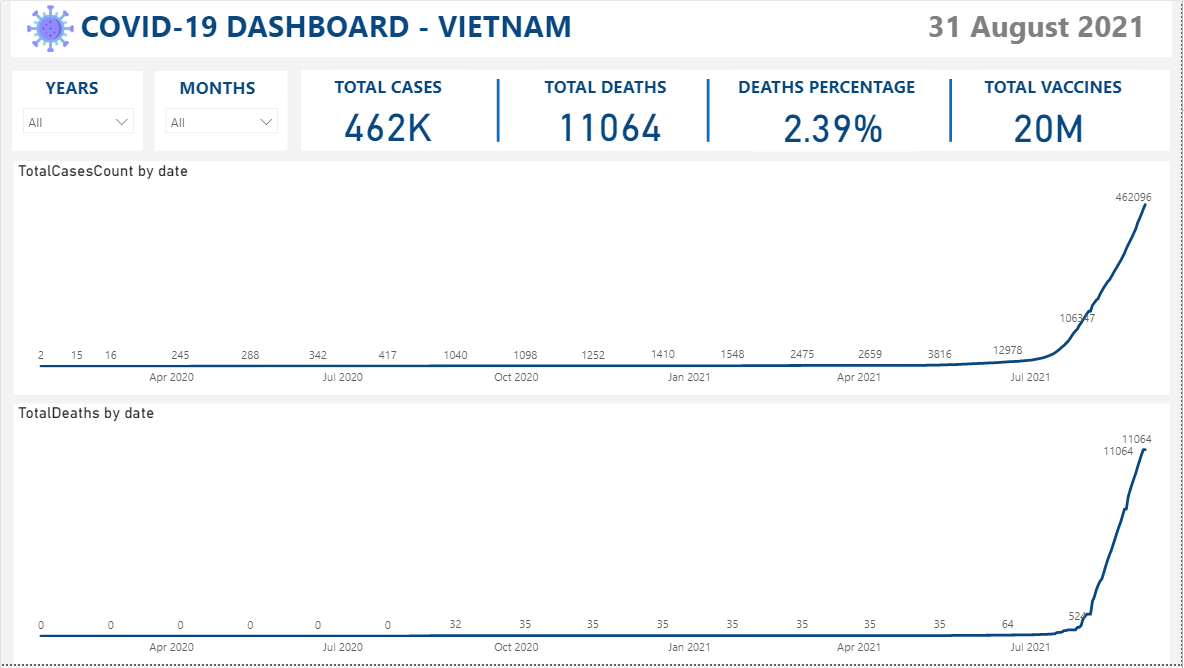 COVID-19 DASHBOARD - VIETNAM
31 August 2021
YEARS
All
MONTHS
All
TOTAL CASES
462K
TOTAL DEATHS
11064
DEATHS PERCENTAGE
2.39%
TOTAL VACCINES
20M
TotalCasesCount by date
2 15 16 245 288 342 417 1040 1098 1252 1410 1548 2475 2659 3816 12978 106347 462096
Apr 2020 Jul 2020 Oct 2020 Jan 2021 Apr 2021 Jul 2021
TotalDeaths by date
0 0 0 0 0 0 32 35 35 35 35 35 35 35 64 524 11064 11064
Apr 2020 Jul 2020 Oct 2020 Jan 2021 Apr 2021 Jul 2021